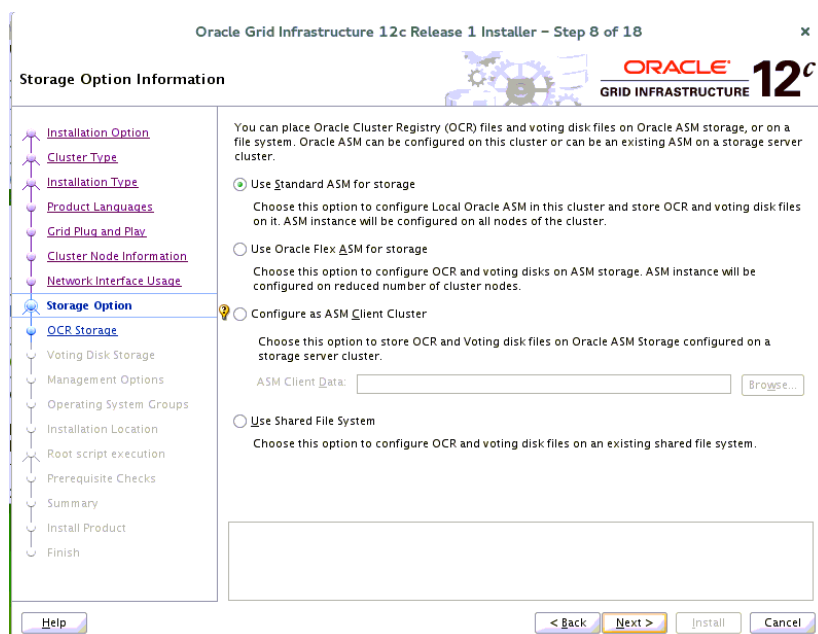 Oracle Grid Infrastructure 12c Release 1 Installer – Step 8 of 18
Storage Option Information
ORACLE
GRID INFRASTRUCTURE
12c
Installation Option
Cluster Type
Installation Type
Product Languages
Grid Plug and Play
Cluster Node Information
Network Interface Usage
Storage Option
OCR Storage
Voting Disk Storage
Management Options
Operating System Groups
Installation Location
Root script execution
Prerequisite Checks
Summary
Install Product
Finish
You can place Oracle Cluster Registry (OCR) files and voting disk files on Oracle ASM storage, or on a
file system. Oracle ASM can be configured on this cluster or can be an existing ASM on a storage server
cluster.
Use Standard ASM for storage
Choose this option to configure Local Oracle ASM in this cluster and store OCR and voting disk files
on it. ASM instance will be configured on all nodes of the cluster.
Use Oracle Flex ASM for storage
Choose this option to configure OCR and voting disks on ASM storage. ASM instance will be
configured on reduced number of cluster nodes.
Configure as ASM Client Cluster
Choose this option to store OCR and Voting disk files on Oracle ASM Storage configured on a
storage server cluster.
ASM Client Data:
Browse...
Use Shared File System
Choose this option to configure OCR and voting disk files on an existing shared file system.
Help
< Back
Next >
Install
Cancel